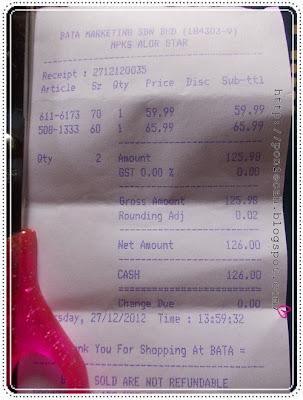 BATA MARKETING SDN BHD (184303-v)
MPKS ALOR STAR
Receipt : 2712120035
Article Sz Qty Price Disc Sub-ttl
611-6173 70 1 59.99 59.99
508-1333 60 1 65.99 65.99
Qty 2 Amount 125.98
GST 0.00 % 0.00
Gross Amount 125.98
Rounding Adj 0.02
Net Amount 126.00
CASH 126.00
Change Due 0.00
sday, 27/12/2012 Time : 13:59:32
You For Shopping At BATA =
SOLD ARE NOT REFUNDABLE